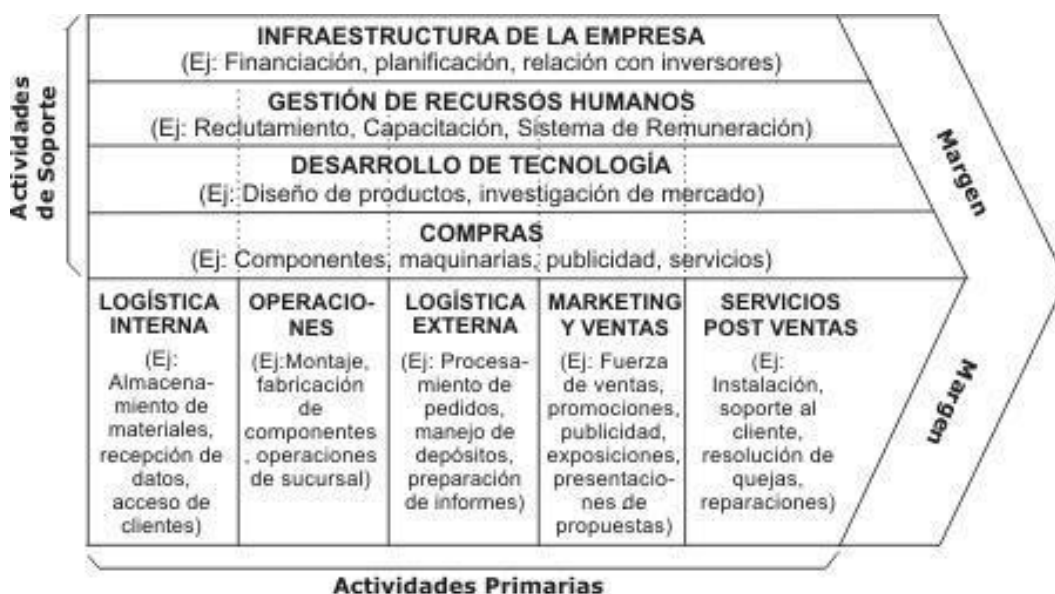 Actividades
de Soporte
INFRAESTRUCTURA DE LA EMPRESA
(Ej: Financiación, planificación, relación con inversores)
GESTIÓN DE RECURSOS HUMANOS
(Ej: Reclutamiento, Capacitación, Sistema de Remuneración)
DESARROLLO DE TECNOLOGÍA
(Ej: Diseño de productos, investigación de mercado)
COMPRAS
(Ej: Componentes, maquinarias, publicidad, servicios)
Margen
LOGÍSTICA
INTERNA
(Ej:
Almacena-
miento de
materiales,
recepción de
datos,
acceso de
clientes)
OPERACIO-
NES
(Ej:Montaje,
fabricación
de
componentes
, operaciones
de sucursal)
LOGÍSTICA
EXTERNA
(Ej: Procesa-
miento de
pedidos,
manejo de
depósitos,
preparación
de informes)
MARKETING
Y VENTAS
(Ej: Fuerza
de ventas,
promociones,
publicidad,
exposiciones,
presentacio-
nes de
propuestas)
SERVICIOS
POST VENTAS
(Ej:
Instalación,
soporte al
cliente,
resolución de
quejas,
reparaciones)
Margen
Actividades Primarias